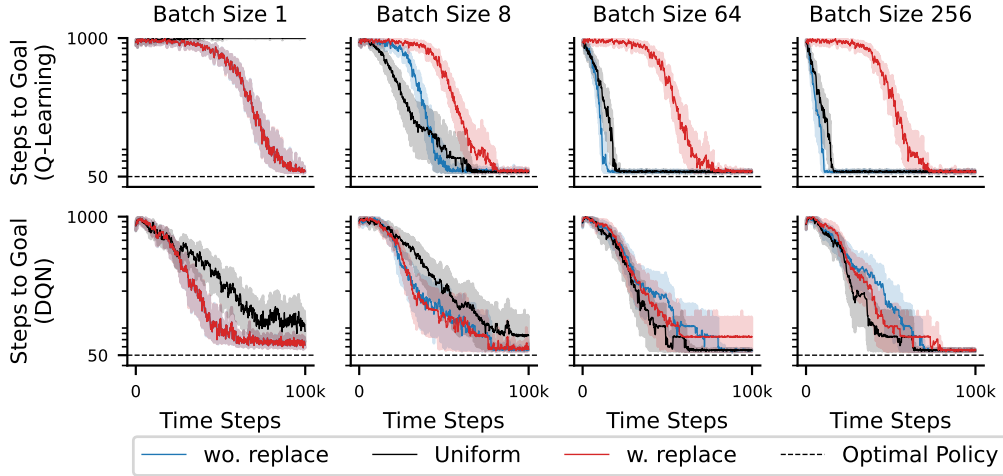 Batch Size 1 Batch Size 8 Batch Size 64 Batch Size 256
Steps to Goal
(Q-Learning)
1000
50
Steps to Goal
(DQN)
1000
50
0 100k 0 100k 0 100k 0 100k
Time Steps Time Steps Time Steps Time Steps
wo. replace Uniform w. replace Optimal Policy